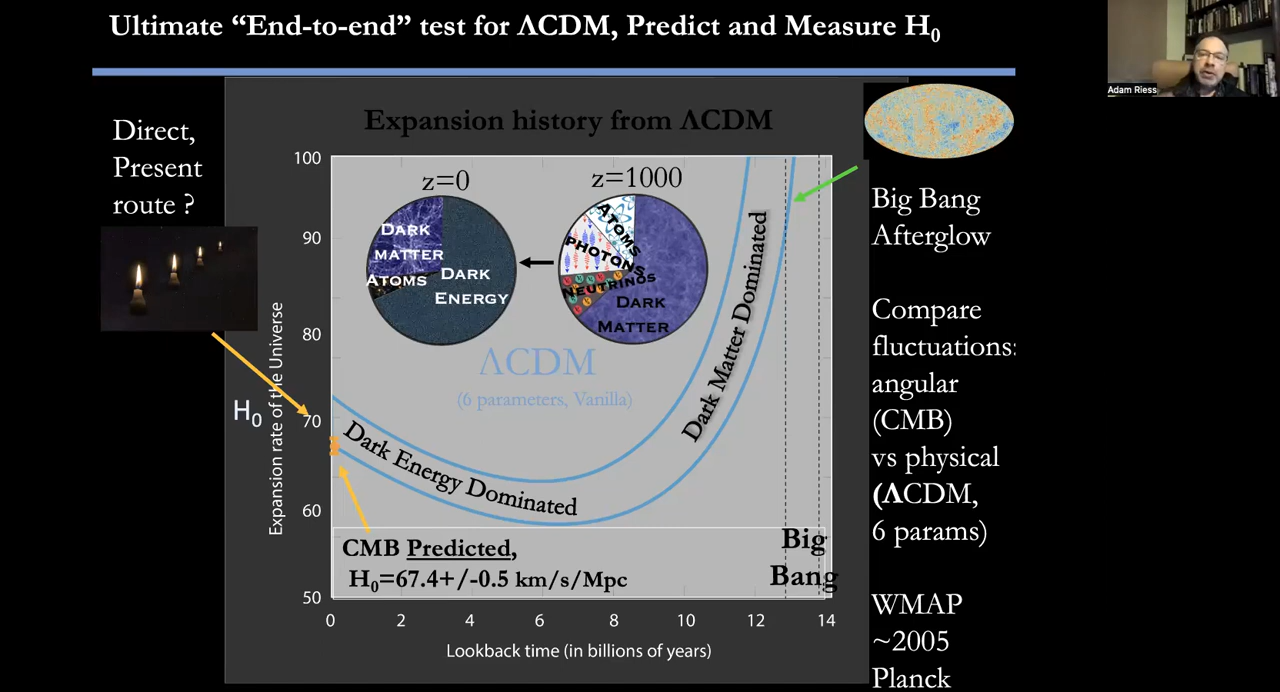 Ultimate “End-to-end” test for ΛCDM, Predict and Measure H₀
Adam Riess
Direct,
Present
route ?
Expansion history from ΛCDM
z=0
z=1000
DARK
MATTER
ATOMS
DARK
ENERGY
ATOMS
PHOTONS
NEUTRINOS
DARK
MATTER
ΛCDM
(6 parameters, Vanilla)
Dark Energy Dominated
Dark Matter Dominated
CMB Predicted,
H₀=67.4+/-0.5 km/s/Mpc
Big
Bang
H₀
Expansion rate of the Universe
100
90
80
70
60
50
0 2 4 6 8 10 12 14
Lookback time (in billions of years)
Big Bang
Afterglow
Compare
fluctuations:
angular
(CMB)
vs physical
(ΛCDM,
6 params)
WMAP
~2005
Planck